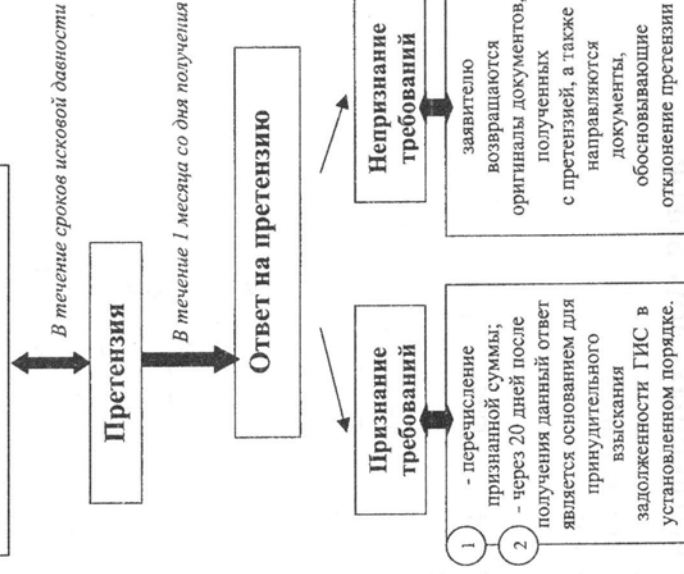 В течение сроков исковой давности
Претензия
В течение 1 месяца со дня получения
Ответ на претензию
Признание
требований
1
- перечисление
признанной суммы;
2
- через 20 дней после
получения данный ответ
является основанием для
принудительного
взыскания
задолженности ГИС в
установленном порядке.
Непризнание
требований
заявителю
возвращаются
оригиналы документов,
полученных
с претензией, а также
направляются
документы,
обосновывающие
отклонение претензии